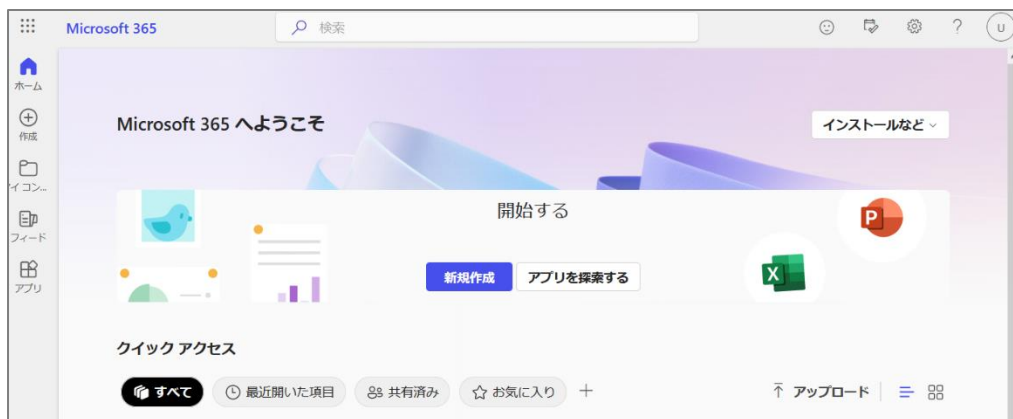 Microsoft 365
検索
?
U
ホーム
作成
イ コン...
フィード
アプリ
Microsoft 365 へようこそ
インストールなど
開始する
新規作成
アプリを探索する
P
X
クイック アクセス
すべて
最近開いた項目
共有済み
お気に入り
アップロード